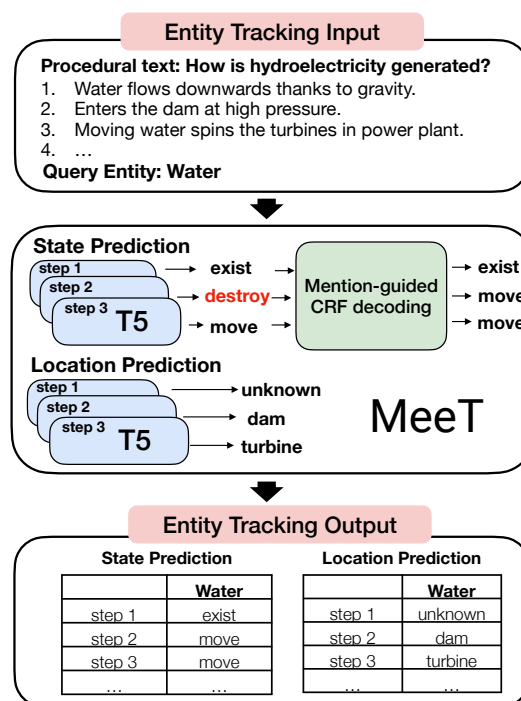 Entity Tracking Input
Procedural text: How is hydroelectricity generated?
1. Water flows downwards thanks to gravity.
2. Enters the dam at high pressure.
3. Moving water spins the turbines in power plant.
4. ...
Query Entity: Water
State Prediction
step 1
step 2
step 3 T5
exist
destroy
move
Mention-guided
CRF decoding
exist
move
move
Location Prediction
step 1
step 2
step 3 T5
unknown
dam
turbine
MeeT
Entity Tracking Output
State Prediction
Water
step 1 exist
step 2 move
step 3 move
... ...
Location Prediction
Water
step 1 unknown
step 2 dam
step 3 turbine
... ...